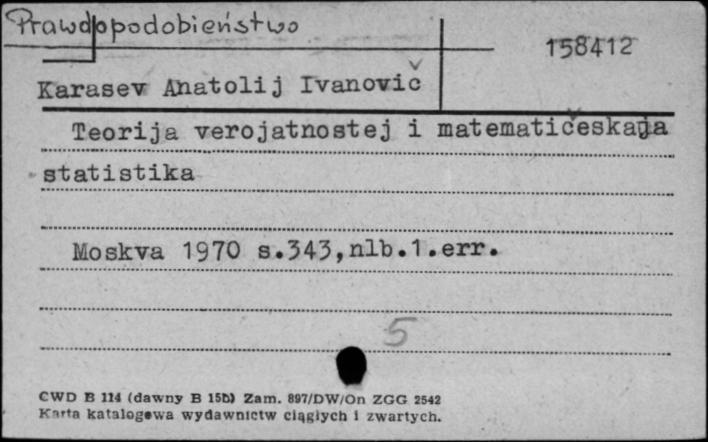 Prawdopodobieństwo
158412
Karasev Anatolij Ivanovič
Teorija verojatnostej i matematičeskaja
statistika
Moskva 1970 s.343,nlb.1.err.
5
CWD B 114 (dawny B 15b) Zam. 897/DW/On ZGG 2542
Karta katalogowa wydawnictw ciągłych i zwartych.